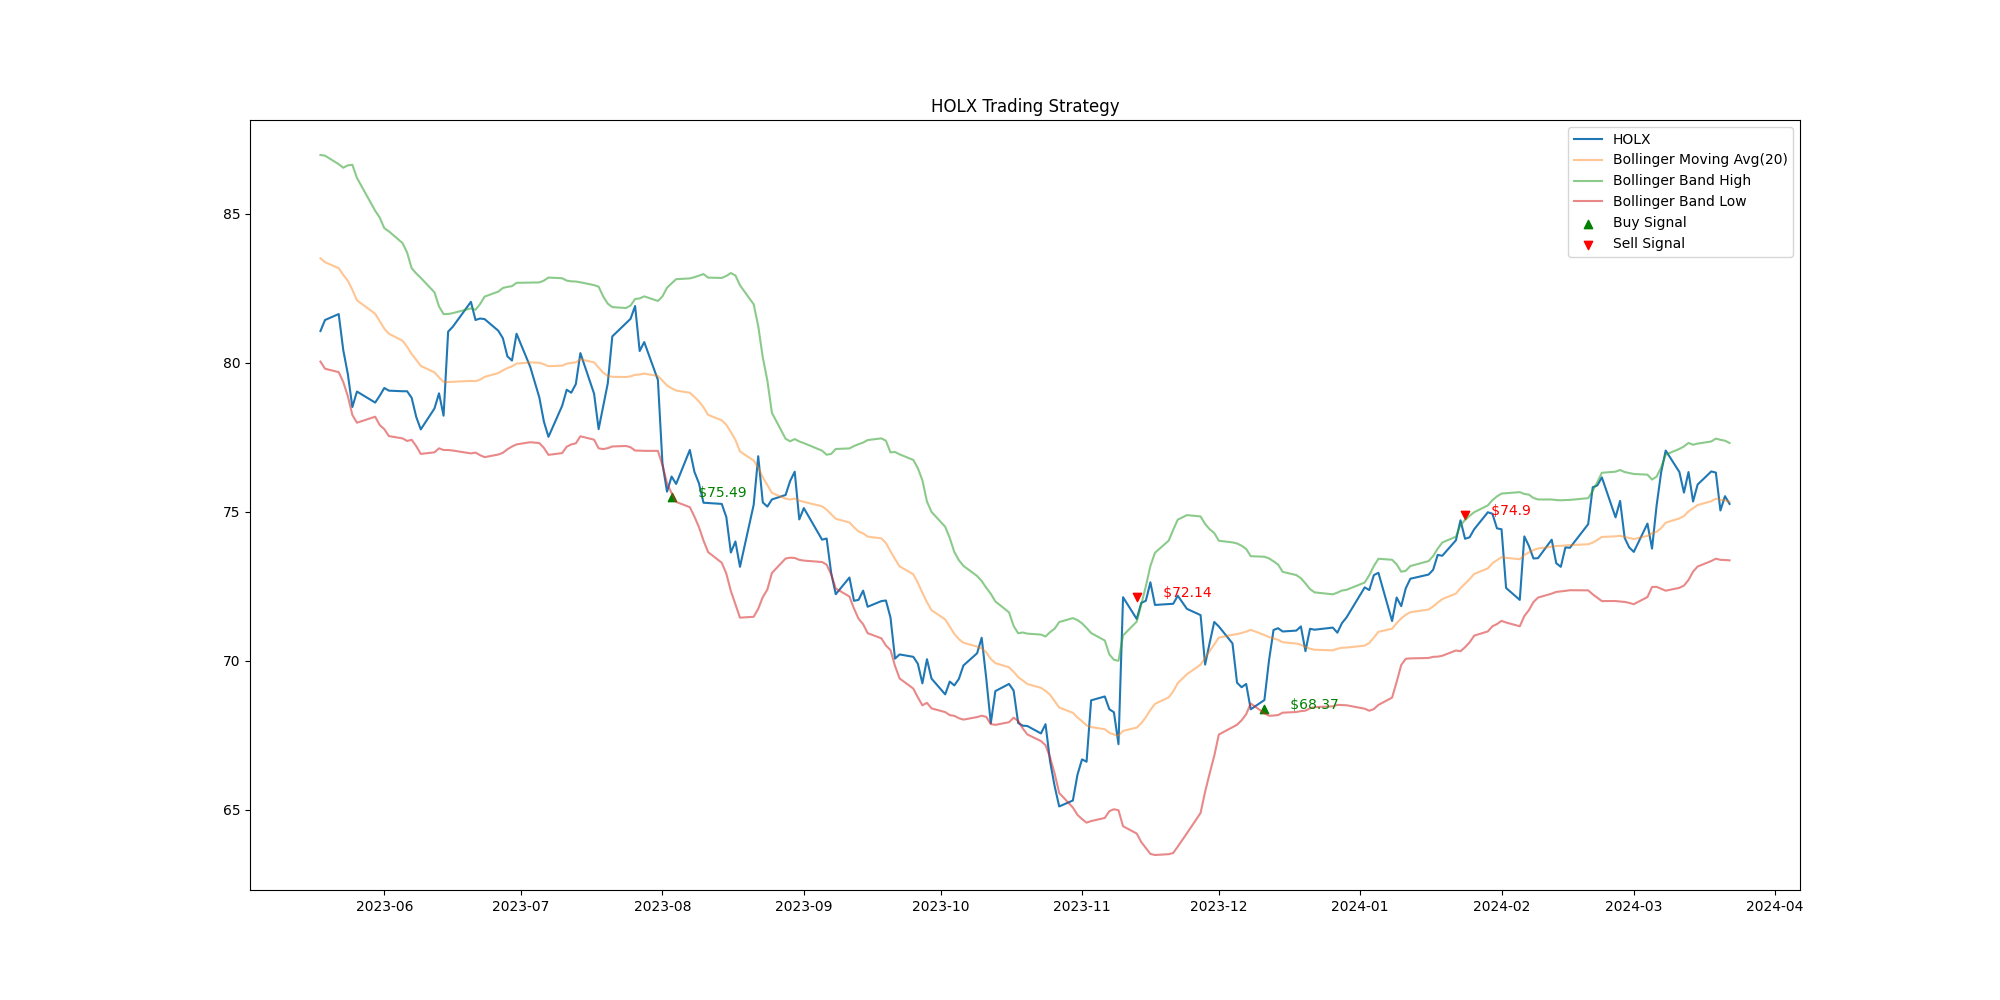 HOLX Trading Strategy
HOLX
Bollinger Moving Avg(20)
Bollinger Band High
Bollinger Band Low
Buy Signal
Sell Signal
85
80
75
70
65
$75.49
$74.9
$72.14
$68.37
2023-06 2023-07 2023-08 2023-09 2023-10 2023-11 2023-12 2024-01 2024-02 2024-03 2024-04